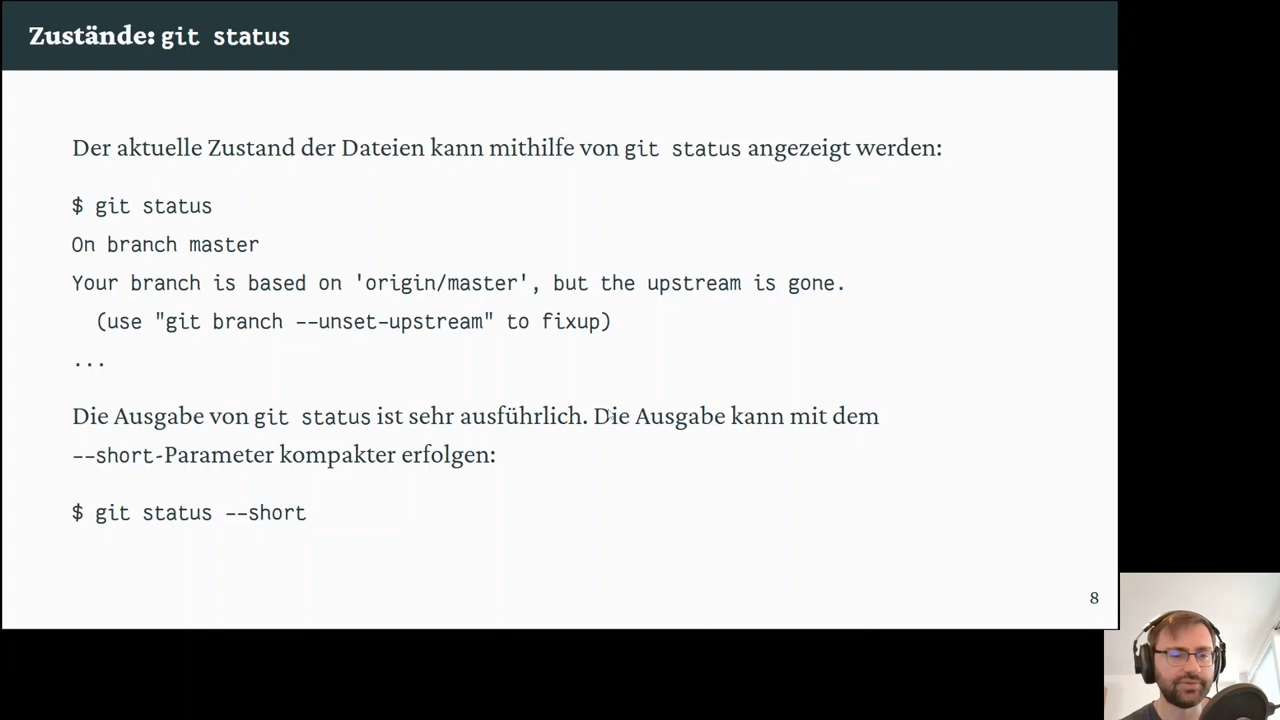 Zustände: git status
Der aktuelle Zustand der Dateien kann mithilfe von git status angezeigt werden:
$ git status
On branch master
Your branch is based on 'origin/master', but the upstream is gone.
(use "git branch --unset-upstream" to fixup)
...
Die Ausgabe von git status ist sehr ausführlich. Die Ausgabe kann mit dem
--short-Parameter kompakter erfolgen:
$ git status --short
8